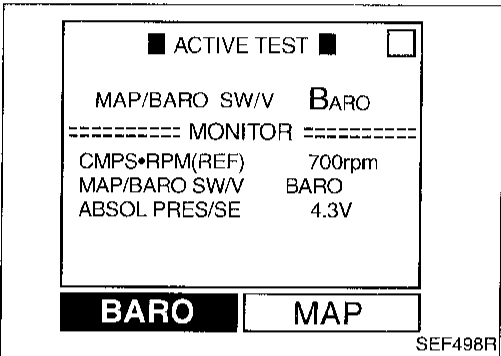 ■ ACTIVE TEST ■ □
MAP/BARO SW/V BARO
========= MONITOR =========
CMPS•RPM(REF) 700rpm
MAP/BARO SW/V BARO
ABSOL PRES/SE 4.3V
BARO MAP
SEF498R